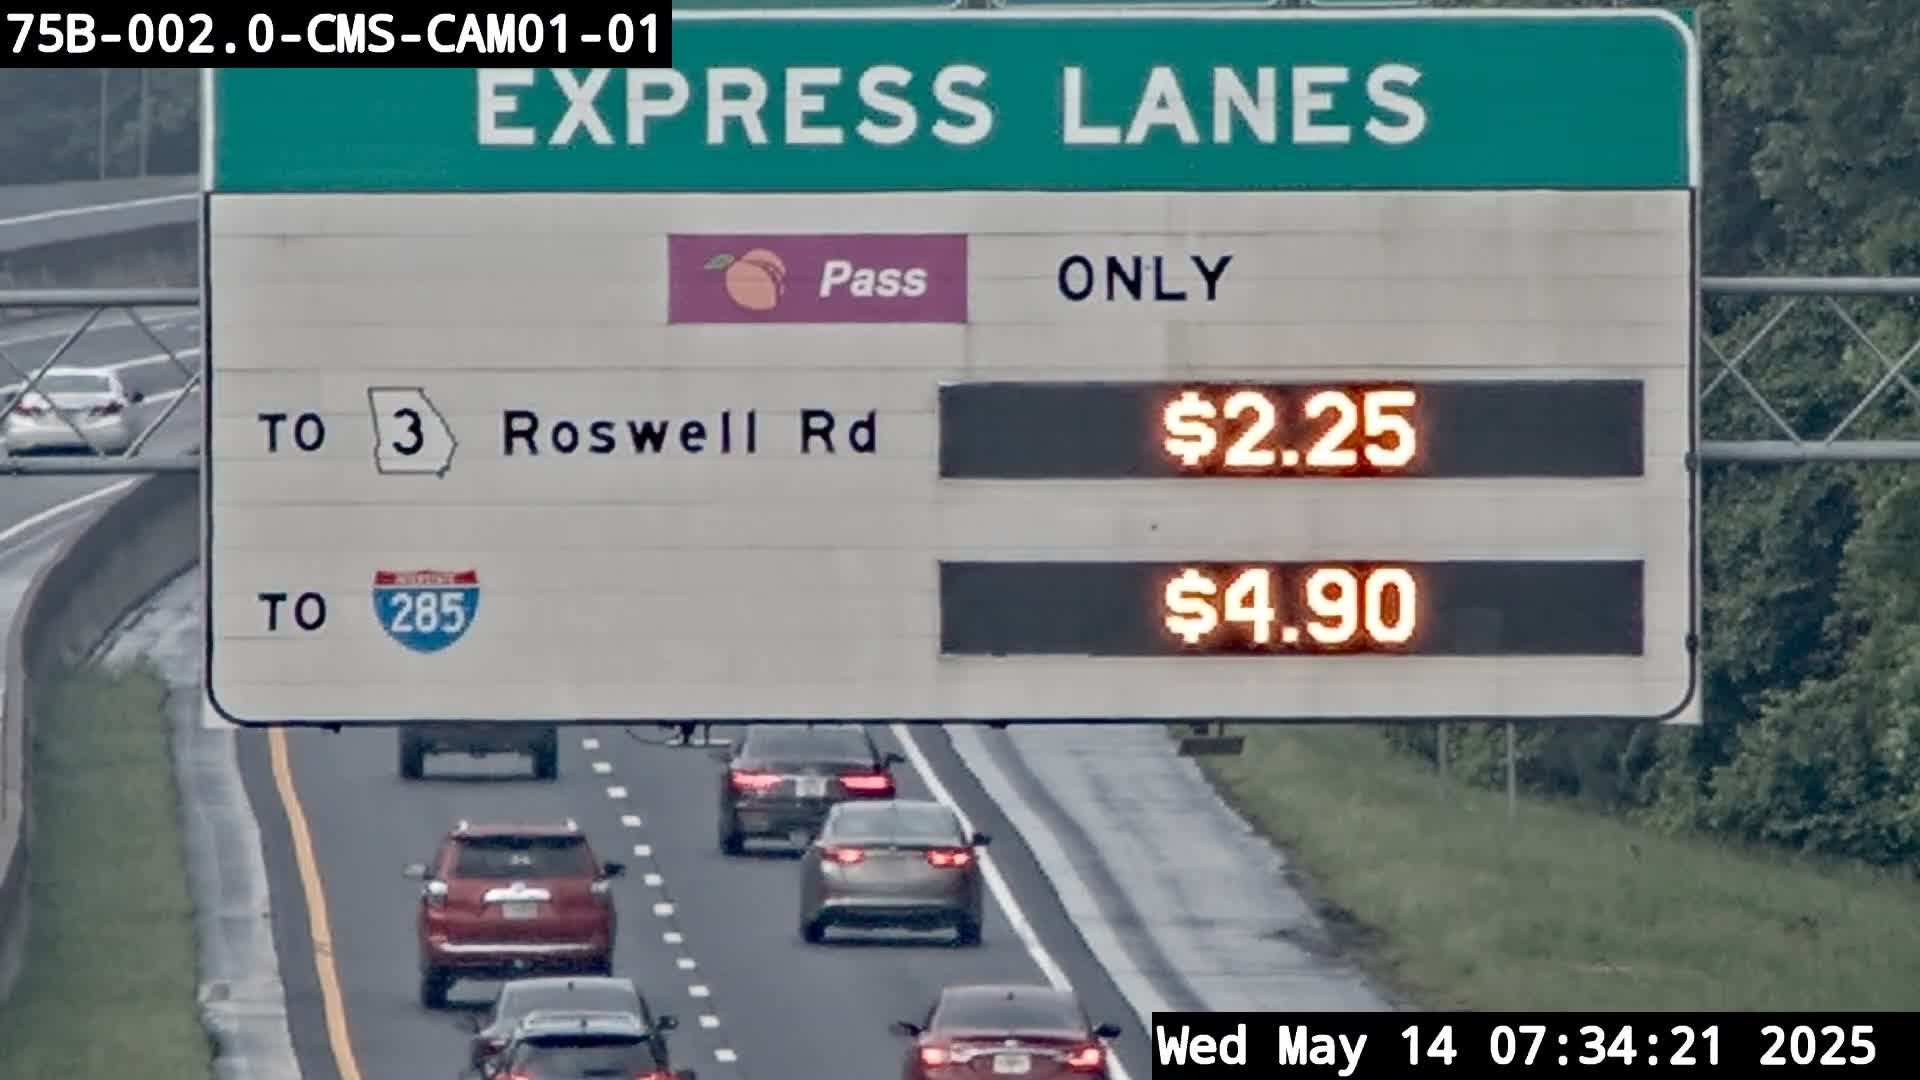 75B-002.0-CMS-CAM01-01
EXPRESS LANES
Pass ONLY
TO 3 Roswell Rd $2.25
TO 285 $4.90
Wed May 14 07:34:21 2025